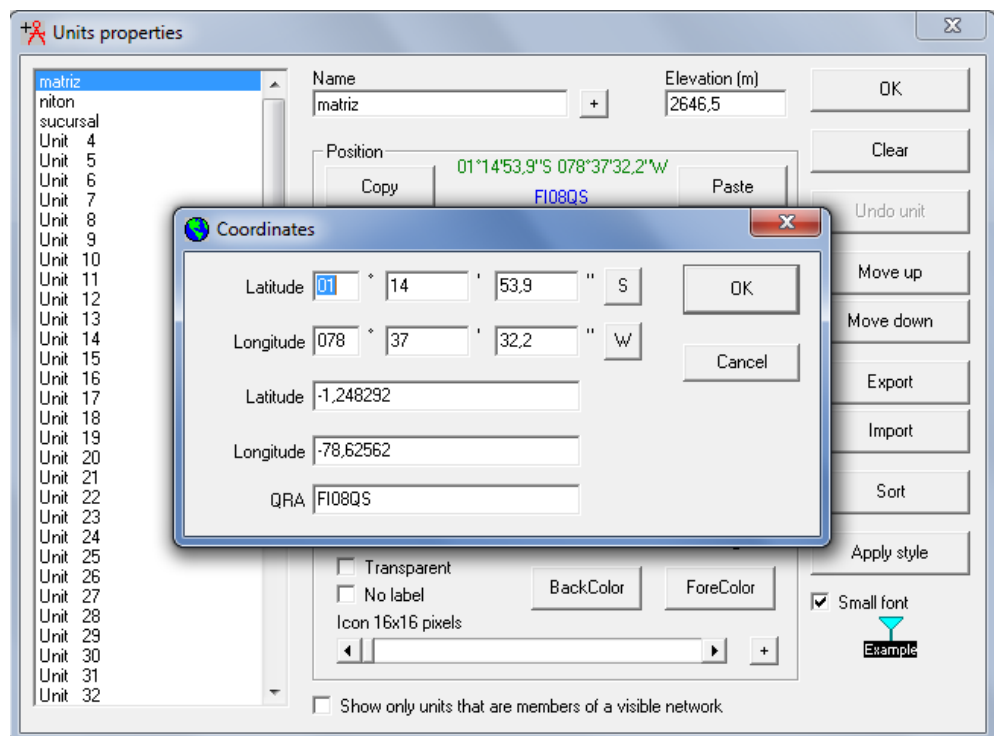 Units properties
matriz
niton
sucursal
Unit 4
Unit 5
Unit 6
Unit 7
Unit 8
Unit 9
Unit 10
Unit 11
Unit 12
Unit 13
Unit 14
Unit 15
Unit 16
Unit 17
Unit 18
Unit 19
Unit 20
Unit 21
Unit 22
Unit 23
Unit 24
Unit 25
Unit 26
Unit 27
Unit 28
Unit 29
Unit 30
Unit 31
Unit 32
Name
matriz
+
Elevation (m)
2646,5
Position
01°14'53,9"S 078°37'32,2"W
Copy
FI08QS
Paste
Coordinates
Latitude 01 ° 14 ' 53,9 " S
Longitude 078 ° 37 ' 32,2 " W
Latitude -1,248292
Longitude -78,62562
QRA FI08QS
OK
Cancel
Transparent
No label
BackColor
ForeColor
Icon 16x16 pixels
+
Show only units that are members of a visible network
OK
Clear
Undo unit
Move up
Move down
Export
Import
Sort
Apply style
Small font
Example